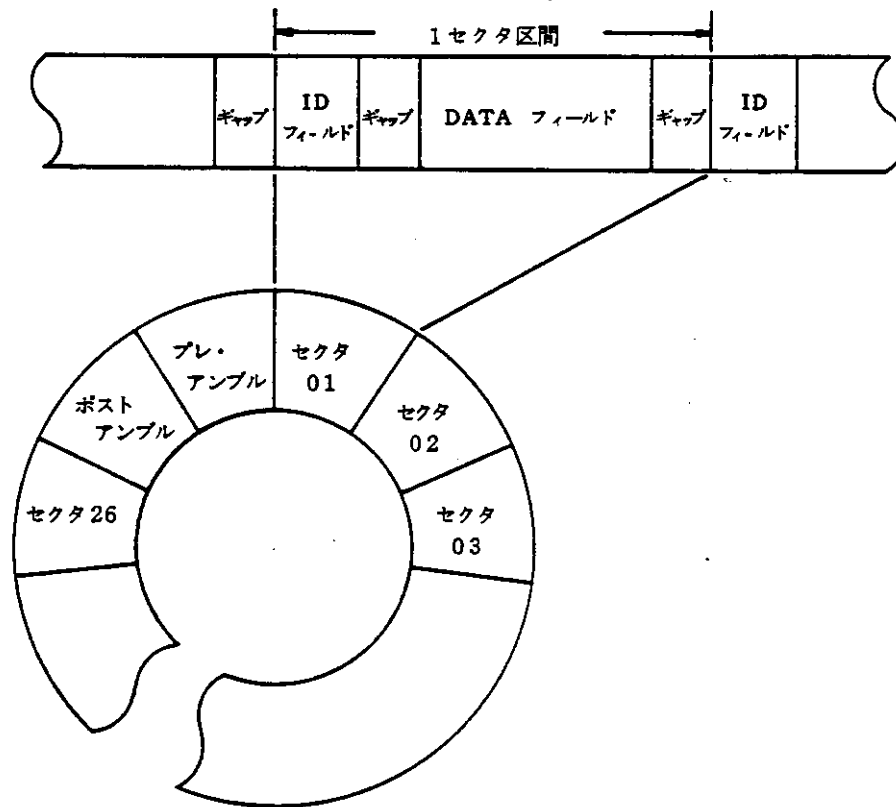 1セクタ区間
ギャップ
ID
フィールド
ギャップ
DATA フィールド
ギャップ
ID
フィールド
プレ・
アンブル
セクタ
01
ポスト
アンブル
セクタ
02
セクタ26
セクタ
03